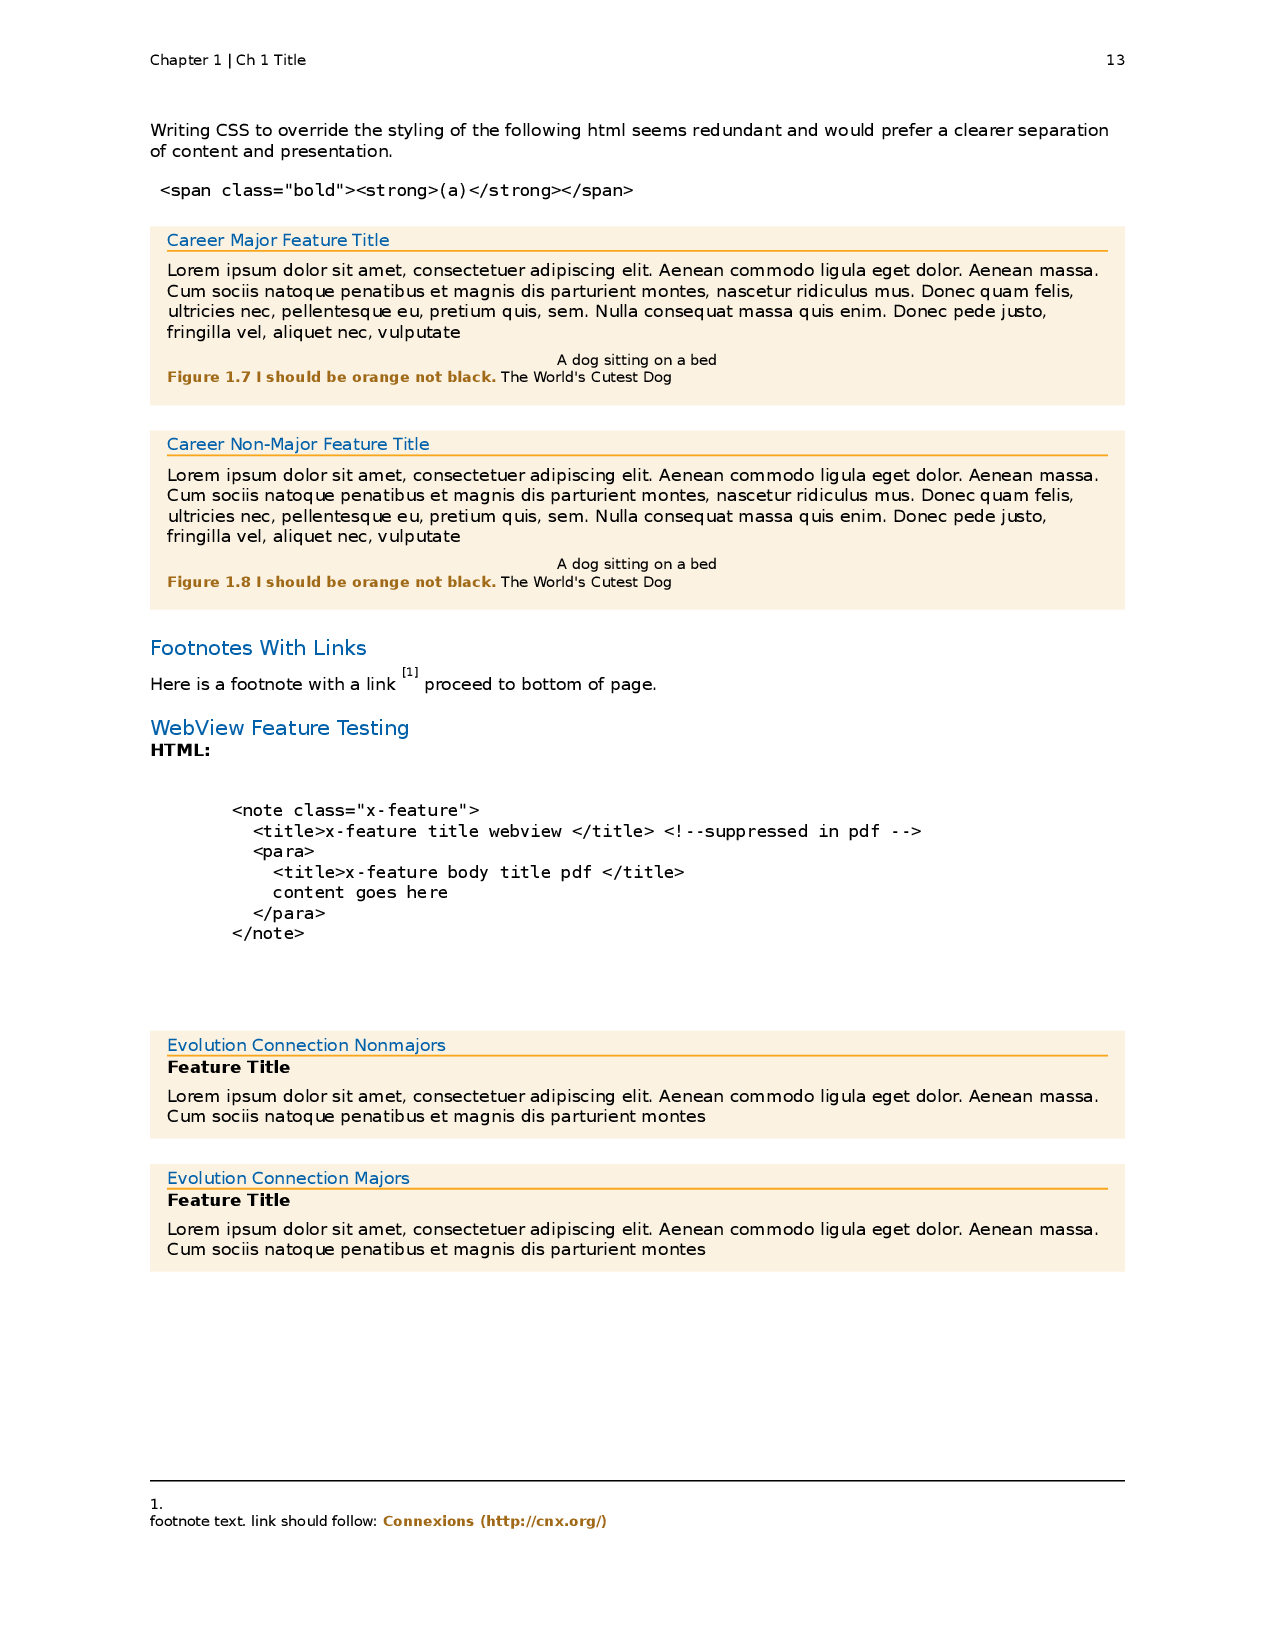 Chapter 1 | Ch 1 Title 13
Writing CSS to override the styling of the following html seems redundant and would prefer a clearer separation
of content and presentation.
<span class="bold"><strong>(a)</strong></span>
Career Major Feature Title
Lorem ipsum dolor sit amet, consectetuer adipiscing elit. Aenean commodo ligula eget dolor. Aenean massa.
Cum sociis natoque penatibus et magnis dis parturient montes, nascetur ridiculus mus. Donec quam felis,
ultricies nec, pellentesque eu, pretium quis, sem. Nulla consequat massa quis enim. Donec pede justo,
fringilla vel, aliquet nec, vulputate
A dog sitting on a bed
Figure 1.7 I should be orange not black. The World's Cutest Dog
Career Non-Major Feature Title
Lorem ipsum dolor sit amet, consectetuer adipiscing elit. Aenean commodo ligula eget dolor. Aenean massa.
Cum sociis natoque penatibus et magnis dis parturient montes, nascetur ridiculus mus. Donec quam felis,
ultricies nec, pellentesque eu, pretium quis, sem. Nulla consequat massa quis enim. Donec pede justo,
fringilla vel, aliquet nec, vulputate
A dog sitting on a bed
Figure 1.8 I should be orange not black. The World's Cutest Dog
Footnotes With Links
Here is a footnote with a link [1] proceed to bottom of page.
WebView Feature Testing
HTML:
<note class="x-feature">
  <title>x-feature title webview </title> <!--suppressed in pdf -->
  <para>
    <title>x-feature body title pdf </title>
    content goes here
  </para>
</note>
Evolution Connection Nonmajors
Feature Title
Lorem ipsum dolor sit amet, consectetuer adipiscing elit. Aenean commodo ligula eget dolor. Aenean massa.
Cum sociis natoque penatibus et magnis dis parturient montes
Evolution Connection Majors
Feature Title
Lorem ipsum dolor sit amet, consectetuer adipiscing elit. Aenean commodo ligula eget dolor. Aenean massa.
Cum sociis natoque penatibus et magnis dis parturient montes
1.
footnote text. link should follow: Connexions (http://cnx.org/)